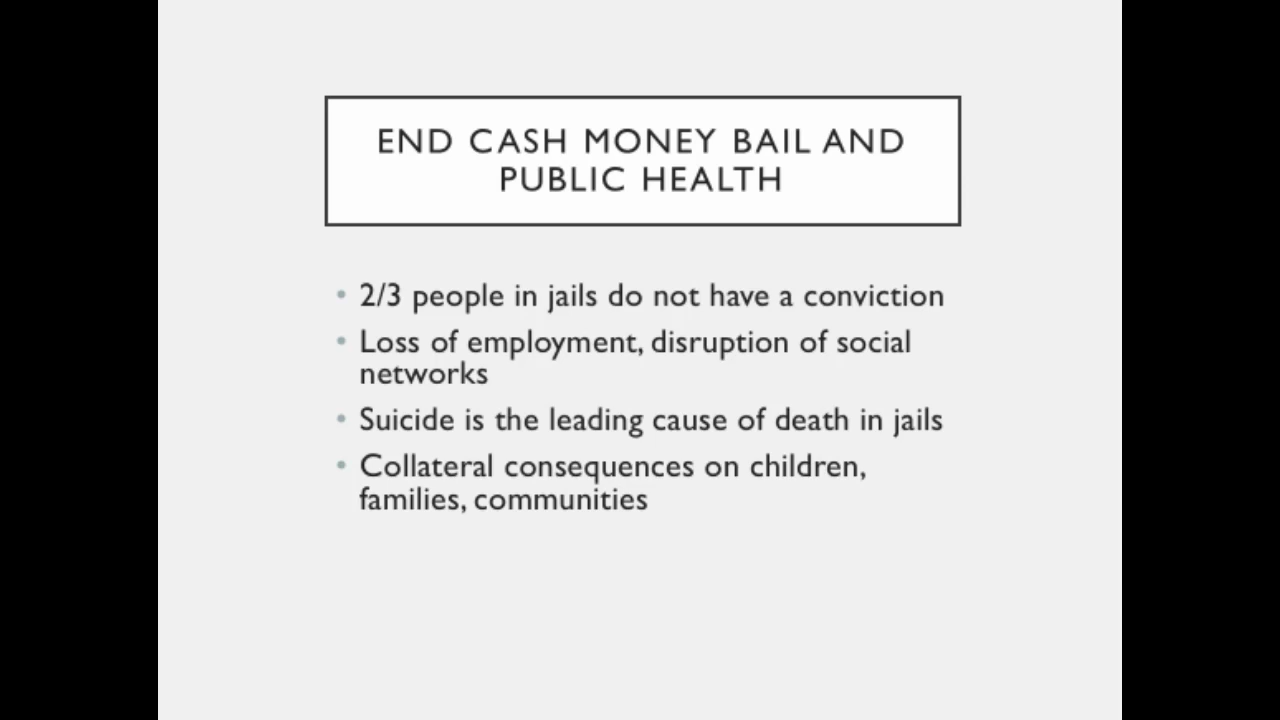 END CASH MONEY BAIL AND
PUBLIC HEALTH
• 2/3 people in jails do not have a conviction
• Loss of employment, disruption of social
networks
• Suicide is the leading cause of death in jails
• Collateral consequences on children,
families, communities